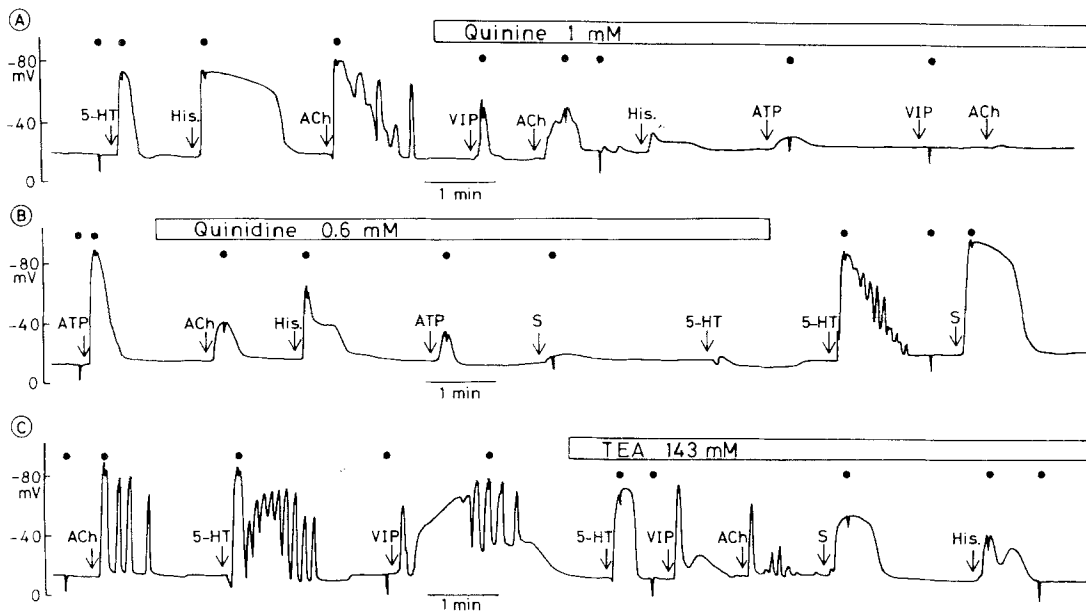 A
Quinine 1 mM
-80
mV
-40
0
5-HT
His.
ACh
VIP
ACh
His.
ATP
VIP
ACh
1 min
B
Quinidine 0.6 mM
-80
mV
-40
0
ATP
ACh
His.
ATP
S
5-HT
5-HT
S
1 min
C
TEA 143 mM
-80
mV
-40
0
ACh
5-HT
VIP
5-HT
VIP
ACh
S
His.
1 min